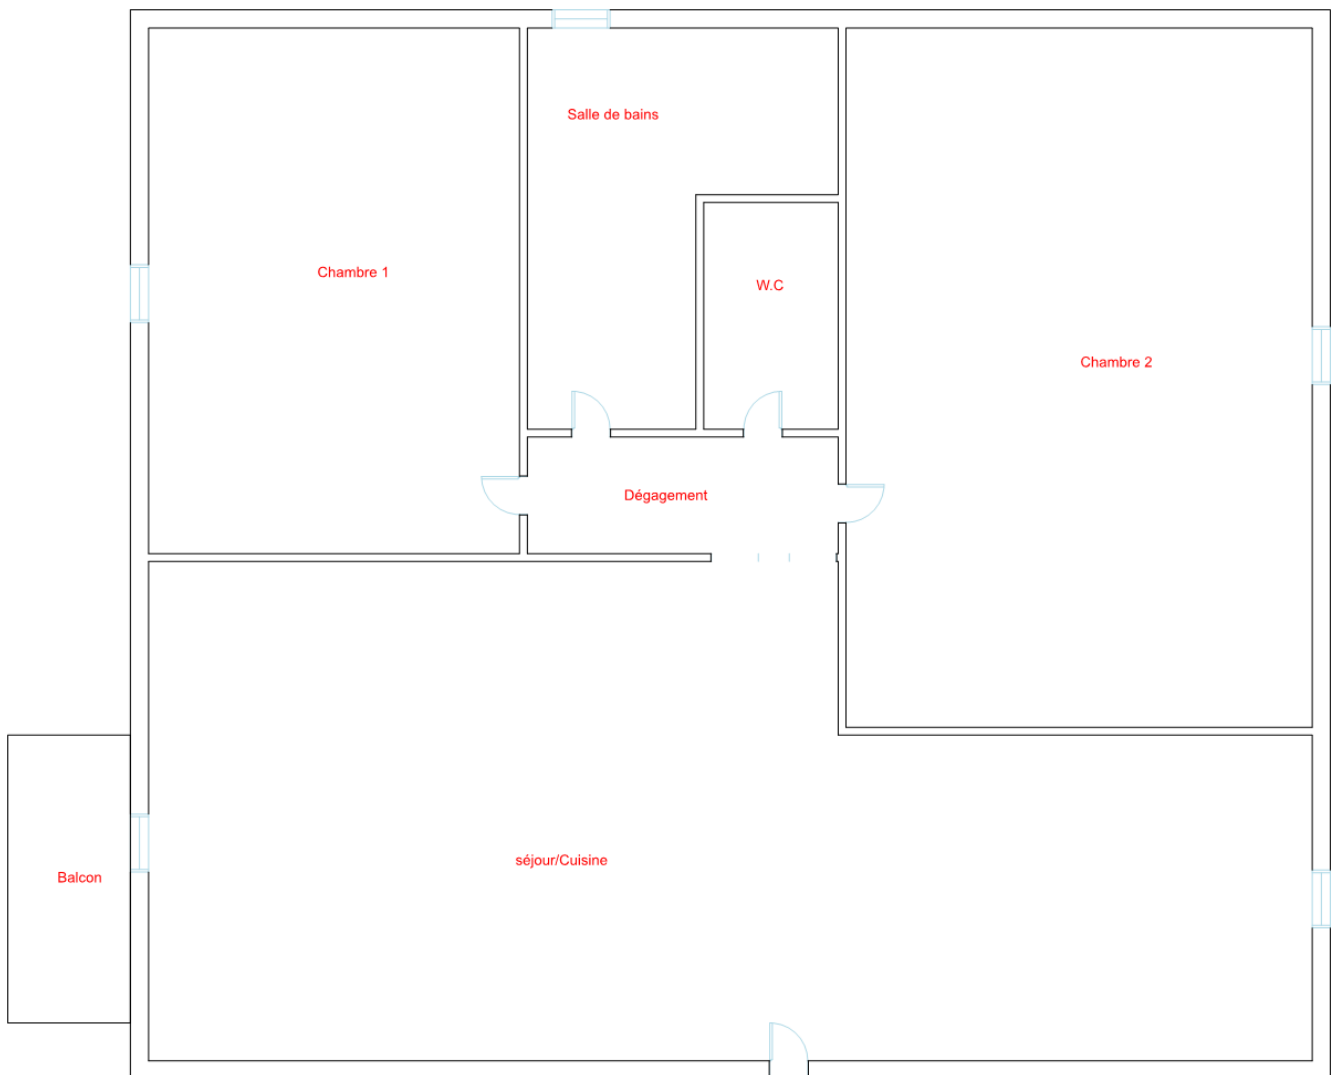 Salle de bains
Chambre 1
W.C
Chambre 2
Dégagement
séjour/Cuisine
Balcon